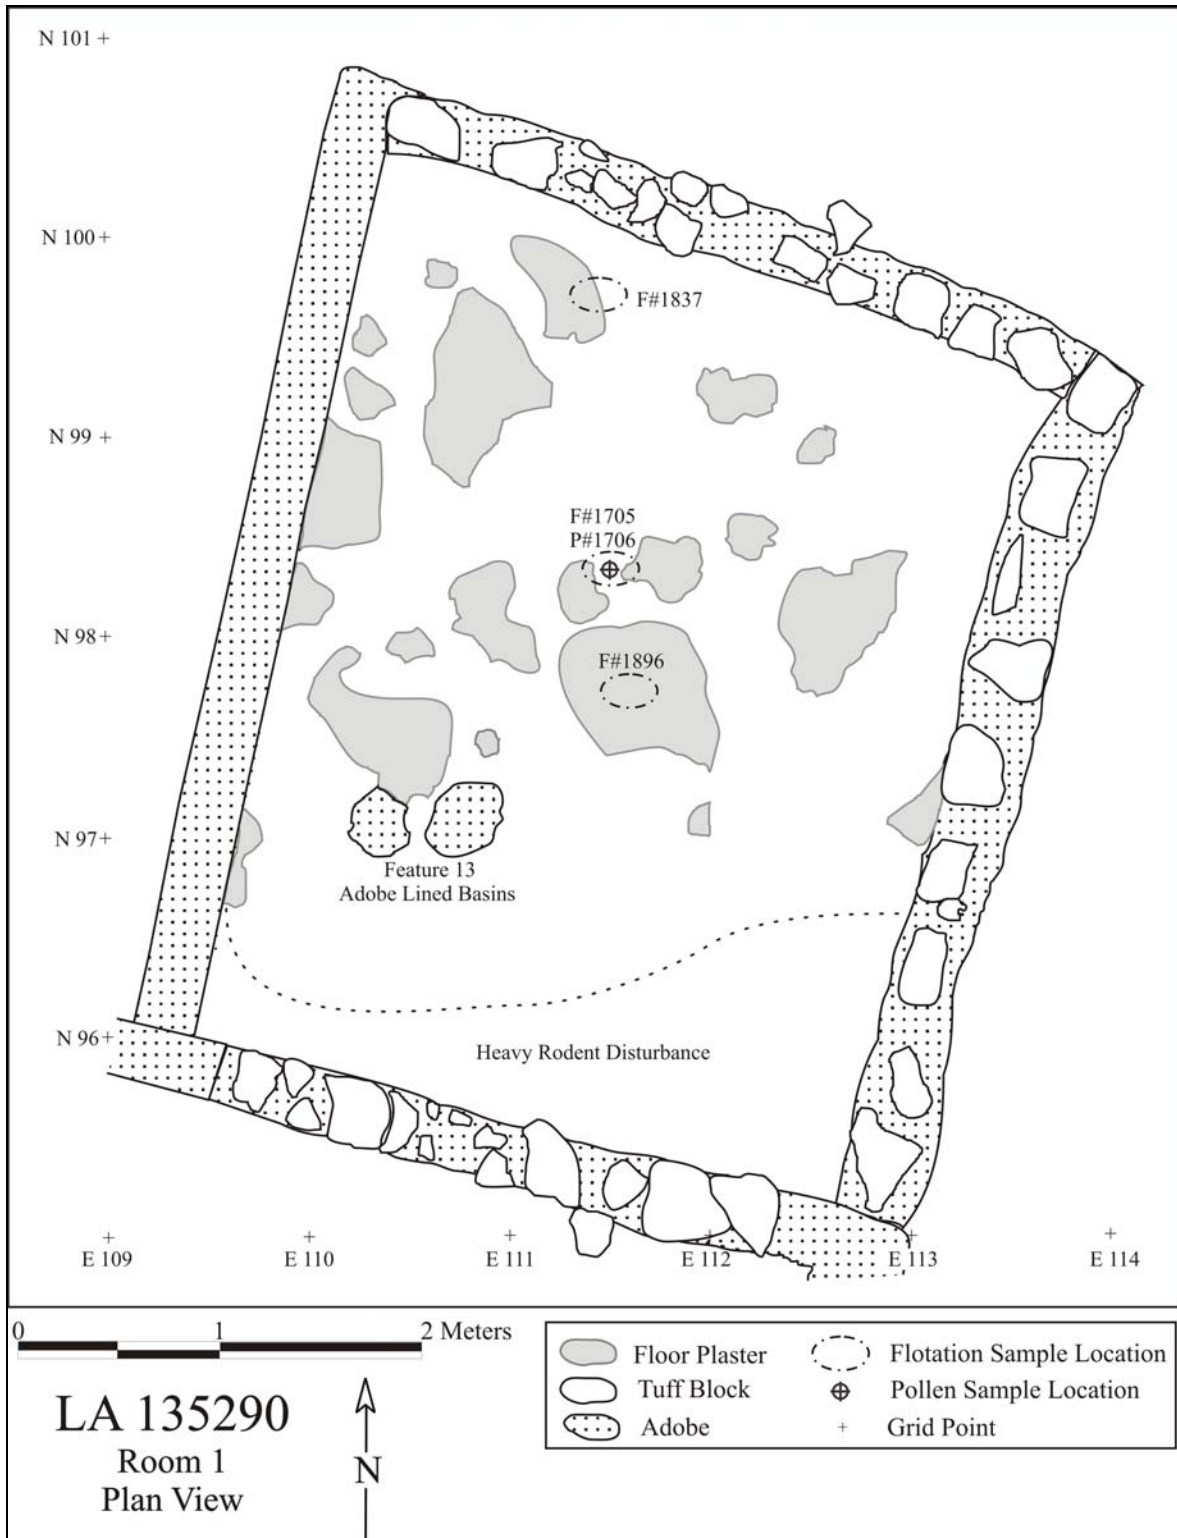 N 101 +
N 100 +
F#1837
N 99 +
F#1705
P#1706
N 98 +
F#1896
N 97 +
Feature 13
Adobe Lined Basins
N 96 +
Heavy Rodent Disturbance
E 109 E 110 E 111 E 112 E 113 E 114
0 1 2 Meters
LA 135290
Room 1
Plan View
N
Floor Plaster
Tuff Block
Adobe
Flotation Sample Location
Pollen Sample Location
+ Grid Point